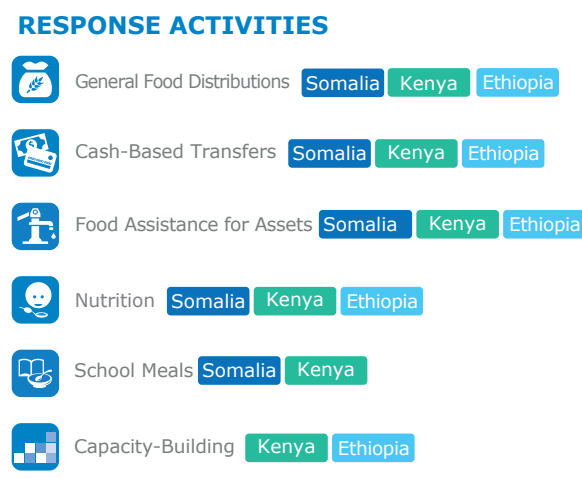 RESPONSE ACTIVITIES
General Food Distributions Somalia Kenya Ethiopia
Cash-Based Transfers Somalia Kenya Ethiopia
Food Assistance for Assets Somalia Kenya Ethiopia
Nutrition Somalia Kenya Ethiopia
School Meals Somalia Kenya
Capacity-Building Kenya Ethiopia